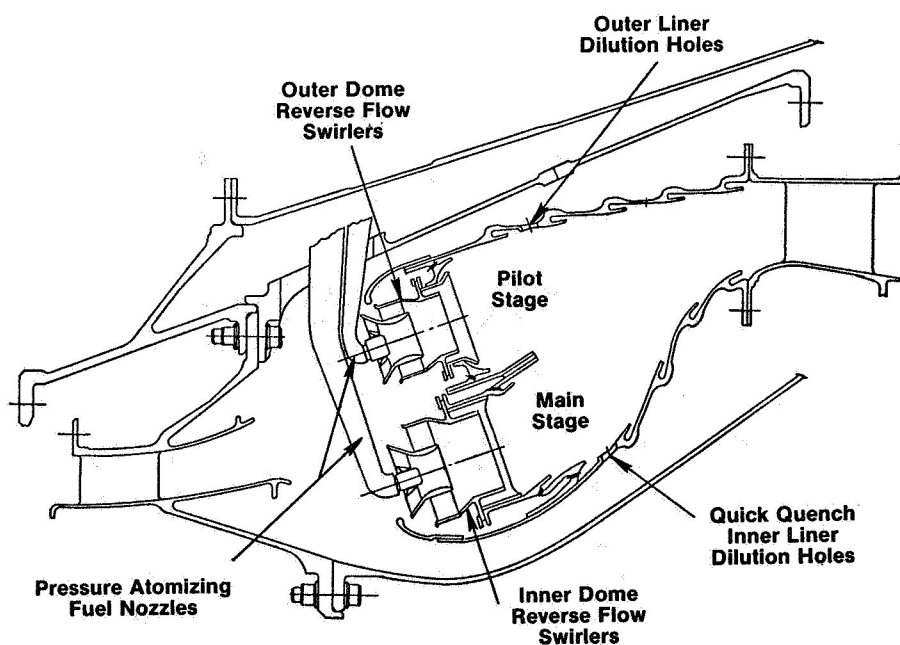 Outer Liner
Dilution Holes
Outer Dome
Reverse Flow
Swirlers
Pilot
Stage
Main
Stage
Quick Quench
Inner Liner
Dilution Holes
Pressure Atomizing
Fuel Nozzles
Inner Dome
Reverse Flow
Swirlers